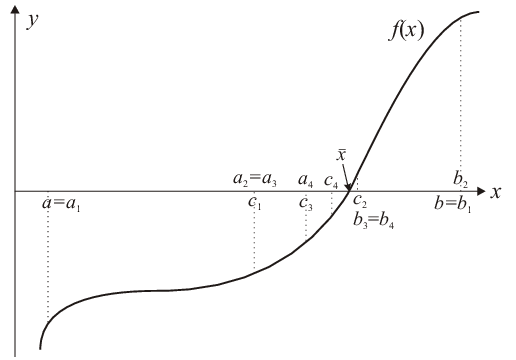 y
f(x)
x̄
a₂=a₃ a₄ c₄ b₂
x
a=a₁ c₁ c₃ c₂ b=b₁
b₃=b₄